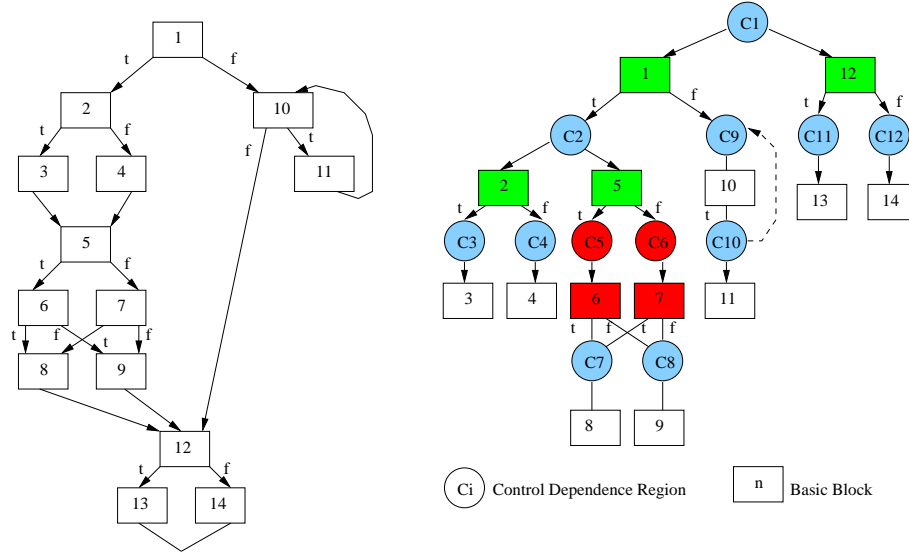 1
t
f
2
10
t
f
f
t
3
4
11
5
t
f
6
7
t
f
t
f
8
9
12
t
f
13
14
C1
1
12
t
f
t
f
C2
C9
C11
C12
2
5
10
13
14
t
f
t
f
t
C3
C4
C5
C6
C10
3
4
6
7
11
t
f
t
f
C7
C8
8
9
Ci Control Dependence Region
n Basic Block